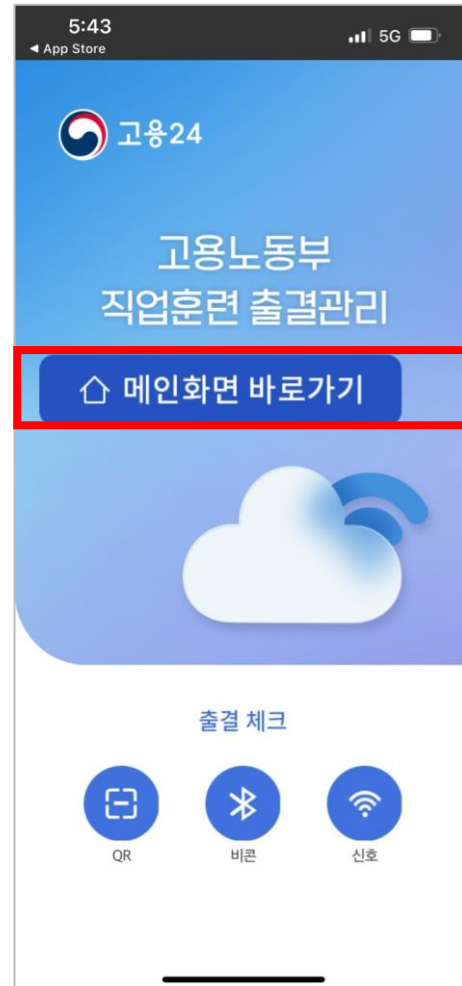 5:43
5G
◀ App Store
고용24
고용노동부
직업훈련 출결관리
메인화면 바로가기
출결 체크
QR
비콘
신호